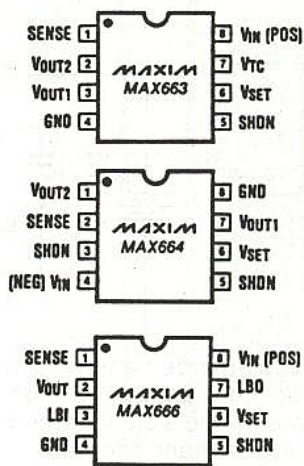 SENSE 1 8 VIN (POS)
VOUT2 2 MAXIM 7 VTC
VOUT1 3 MAX663 6 VSET
GND 4 5 SHDN
VOUT2 1 8 GND
SENSE 2 MAXIM 7 VOUT1
SHDN 3 MAX664 6 VSET
(NEG) VIN 4 5 SHDN
SENSE 1 8 VIN (POS)
VOUT 2 MAXIM 7 LBO
LBI 3 MAX666 6 VSET
GND 4 5 SHDN